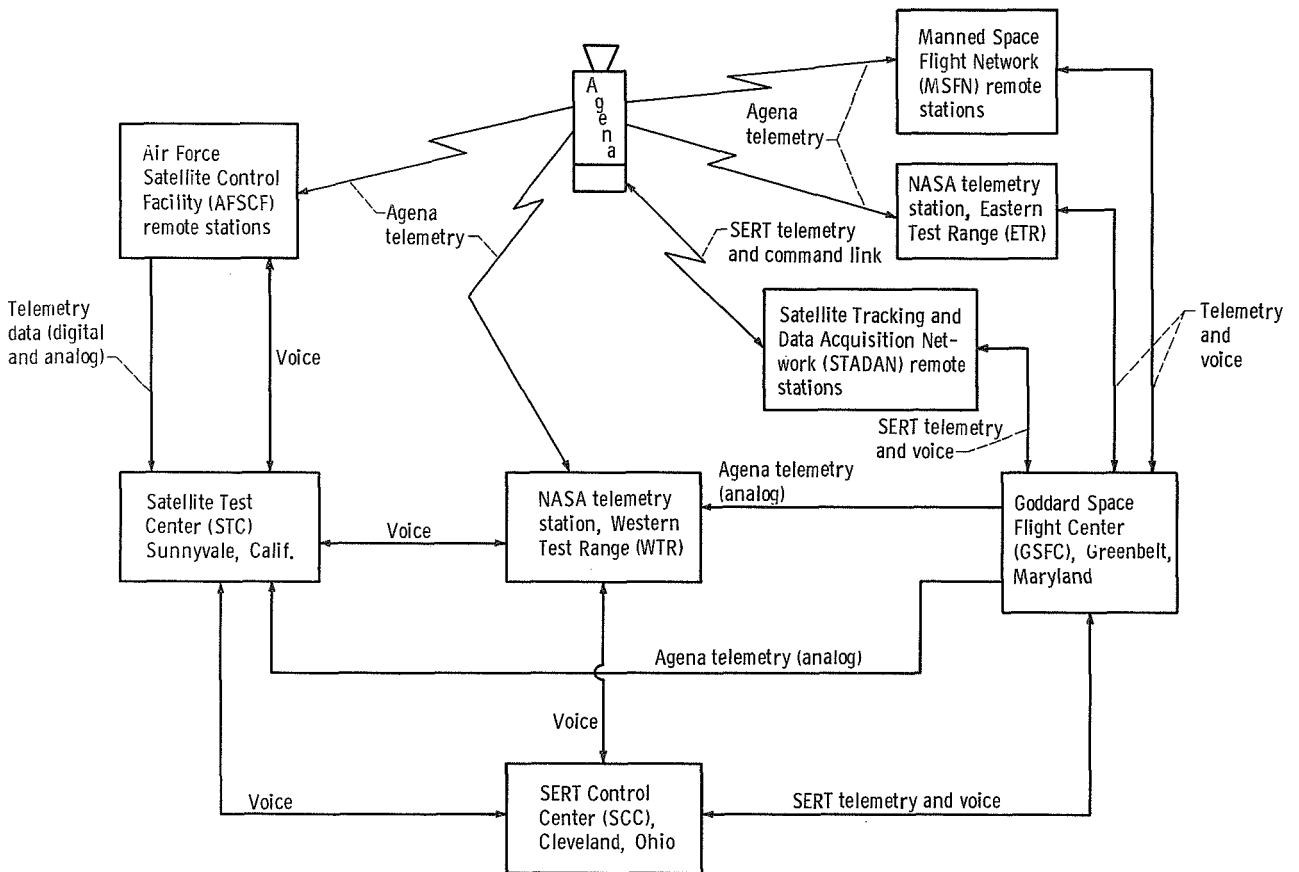 Manned Space
Flight Network
(MSFN) remote
stations
A
g
e
n
a
Agena
telemetry
Air Force
Satellite Control
Facility (AFSCF)
remote stations
NASA telemetry
station, Eastern
Test Range (ETR)
Agena
telemetry
SERT telemetry
and command link
Telemetry
data (digital
and analog)
Voice
Satellite Tracking and
Data Acquisition Net-
work (STADAN) remote
stations
Telemetry
and
voice
SERT telemetry
and voice
Agena telemetry
(analog)
Satellite Test
Center (STC)
Sunnyvale, Calif.
Voice
NASA telemetry
station, Western
Test Range (WTR)
Goddard Space
Flight Center
(GSFC), Greenbelt,
Maryland
Agena telemetry (analog)
Voice
Voice
SERT Control
Center (SCC),
Cleveland, Ohio
SERT telemetry and voice